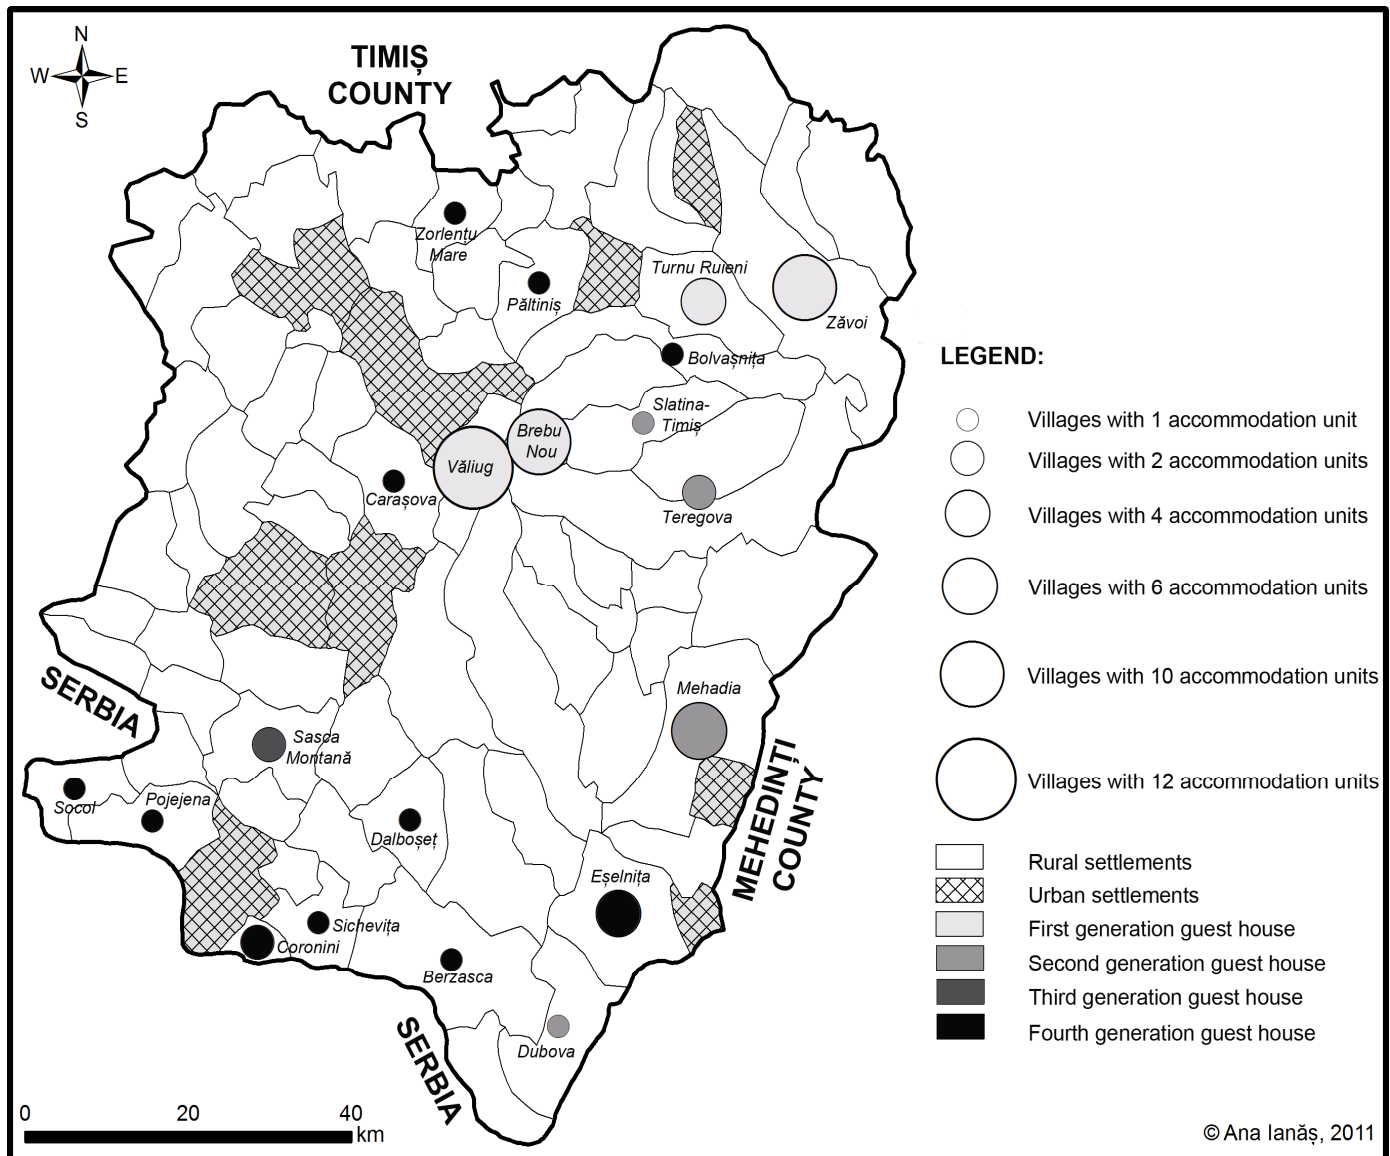 N
W E
S
TIMIȘ
COUNTY
Zorlențu
Mare
Păltiniș
Turnu Ruieni
Zăvoi
Bolvașnița
Slatina-
Timiș
Brebu
Nou
Văliug
Carașova
Teregova
SERBIA
Mehadia
Sasca
Montană
MEHEDINȚI
COUNTY
Socol
Pojejena
Dalboșeț
Eșelnița
Sichevița
Coronini
Berzasca
SERBIA
Dubova
0 20 40
km
LEGEND:
Villages with 1 accommodation unit
Villages with 2 accommodation units
Villages with 4 accommodation units
Villages with 6 accommodation units
Villages with 10 accommodation units
Villages with 12 accommodation units
Rural settlements
Urban settlements
First generation guest house
Second generation guest house
Third generation guest house
Fourth generation guest house
© Ana Ianăș, 2011